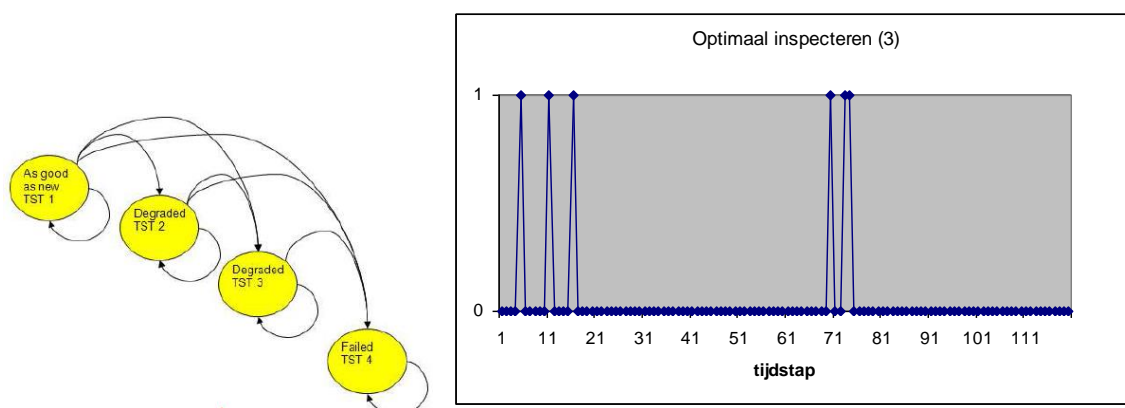 As good
as new
TST 1
Degraded
TST 2
Degraded
TST 3
Failed
TST 4
Optimaal inspecteren (3)
1
0
1 11 21 31 41 51 61 71 81 91 101 111
tijdstap